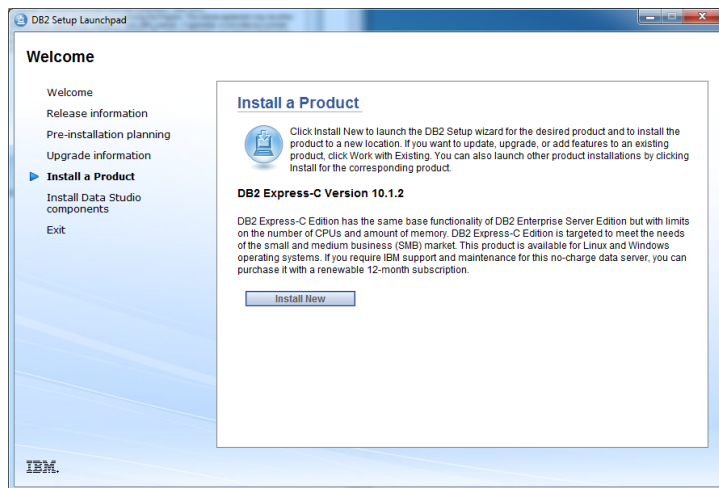 DB2 Setup Launchpad
Welcome
Welcome
Release information
Pre-installation planning
Upgrade information
Install a Product
Install Data Studio
components
Exit
Install a Product
Click Install New to launch the DB2 Setup wizard for the desired product and to install the
product to a new location. If you want to update, upgrade, or add features to an existing
product, click Work with Existing. You can also launch other product installations by clicking
Install for the corresponding product.
DB2 Express-C Version 10.1.2
DB2 Express-C Edition has the same base functionality of DB2 Enterprise Server Edition but with limits
on the number of CPUs and amount of memory. DB2 Express-C Edition is targeted to meet the needs
of the small and medium business (SMB) market. This product is available for Linux and Windows
operating systems. If you require IBM support and maintenance for this no-charge data server, you can
purchase it with a renewable 12-month subscription.
Install New
IBM.